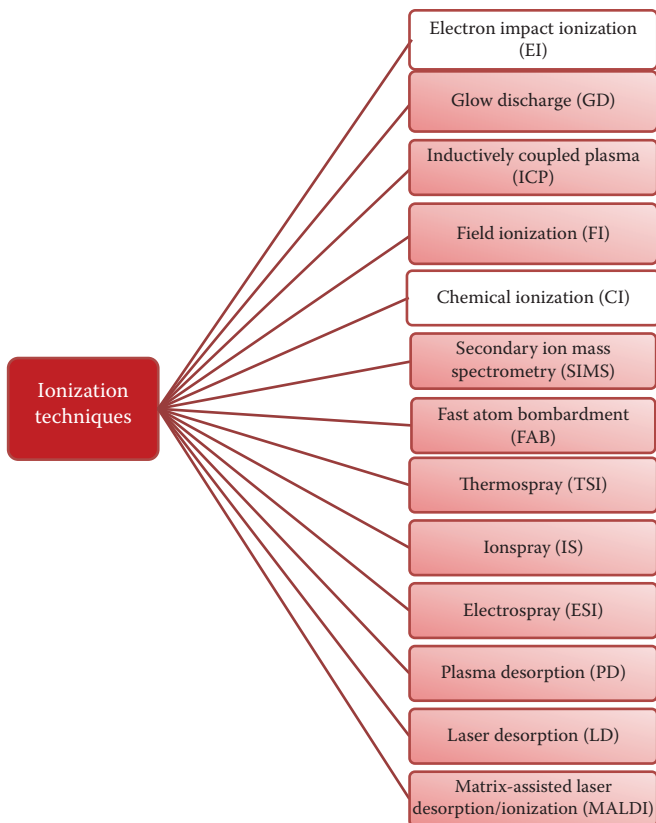 Electron impact ionization
(EI)
Glow discharge (GD)
Inductively coupled plasma
(ICP)
Field ionization (FI)
Chemical ionization (CI)
Secondary ion mass
spectrometry (SIMS)
Ionization
techniques
Fast atom bombardment
(FAB)
Thermospray (TSI)
Ionspray (IS)
Electrospray (ESI)
Plasma desorption (PD)
Laser desorption (LD)
Matrix-assisted laser
desorption/ionization (MALDI)